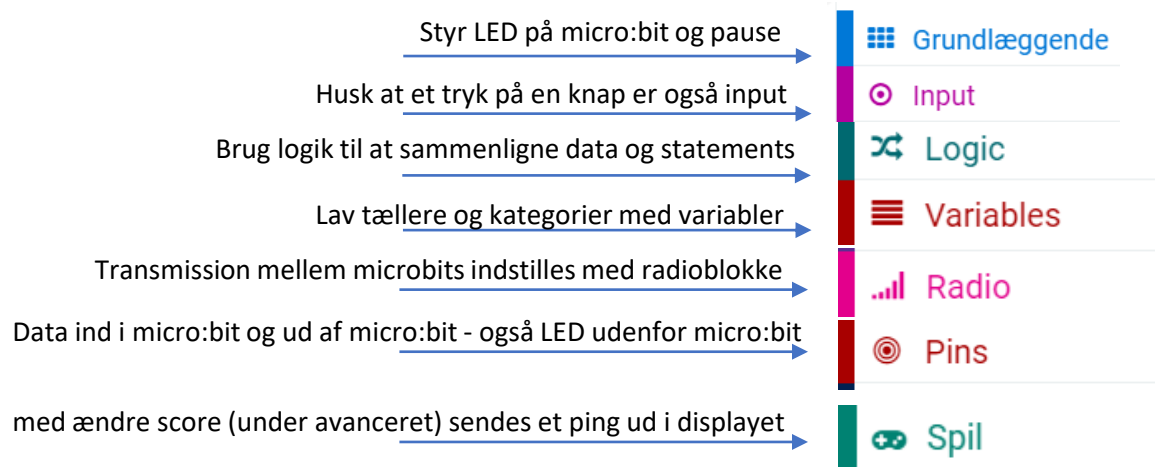 Styr LED på micro:bit og pause
Grundlæggende
Husk at et tryk på en knap er også input
Input
Brug logik til at sammenligne data og statements
Logic
Lav tællere og kategorier med variabler
Variables
Transmission mellem microbits indstilles med radioblokke
Radio
Data ind i micro:bit og ud af micro:bit - også LED udenfor micro:bit
Pins
med ændre score (under avanceret) sendes et ping ud i displayet
Spil